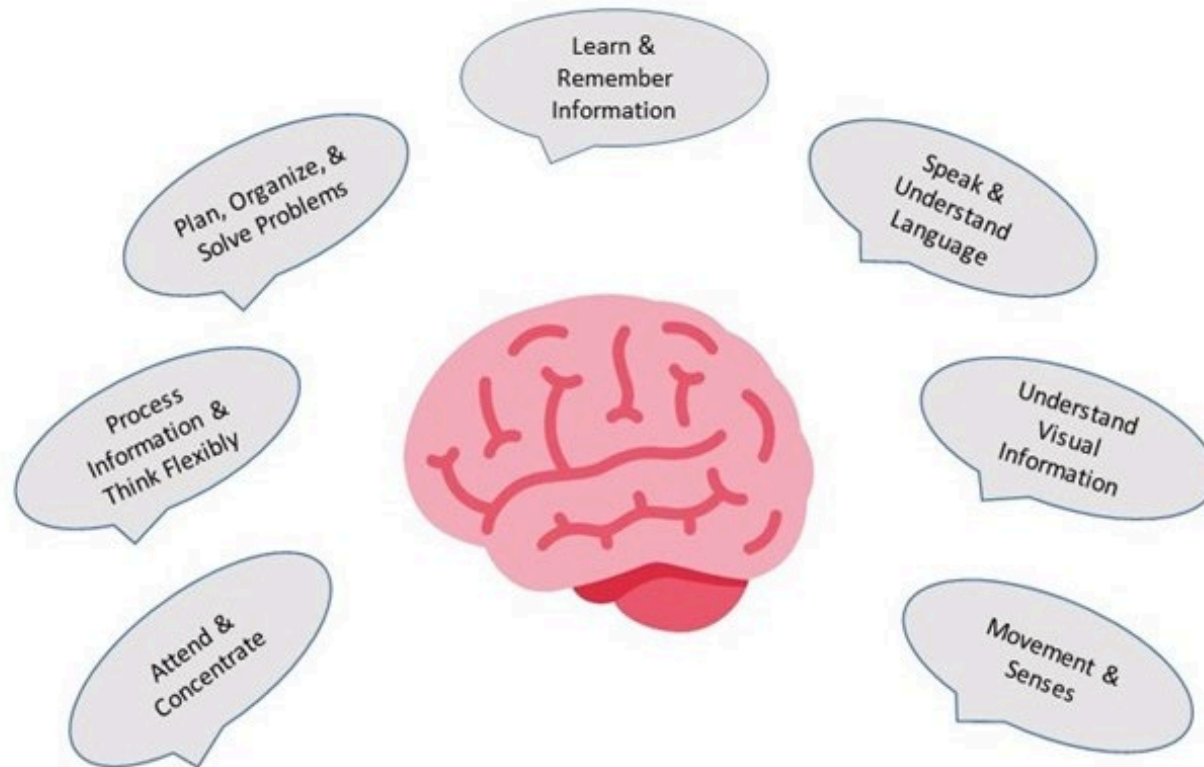 Learn &
Remember
Information
Plan, Organize, &
Solve Problems
Speak &
Understand
Language
Process
Information &
Think Flexibly
Understand
Visual
Information
Attend &
Concentrate
Movement &
Senses